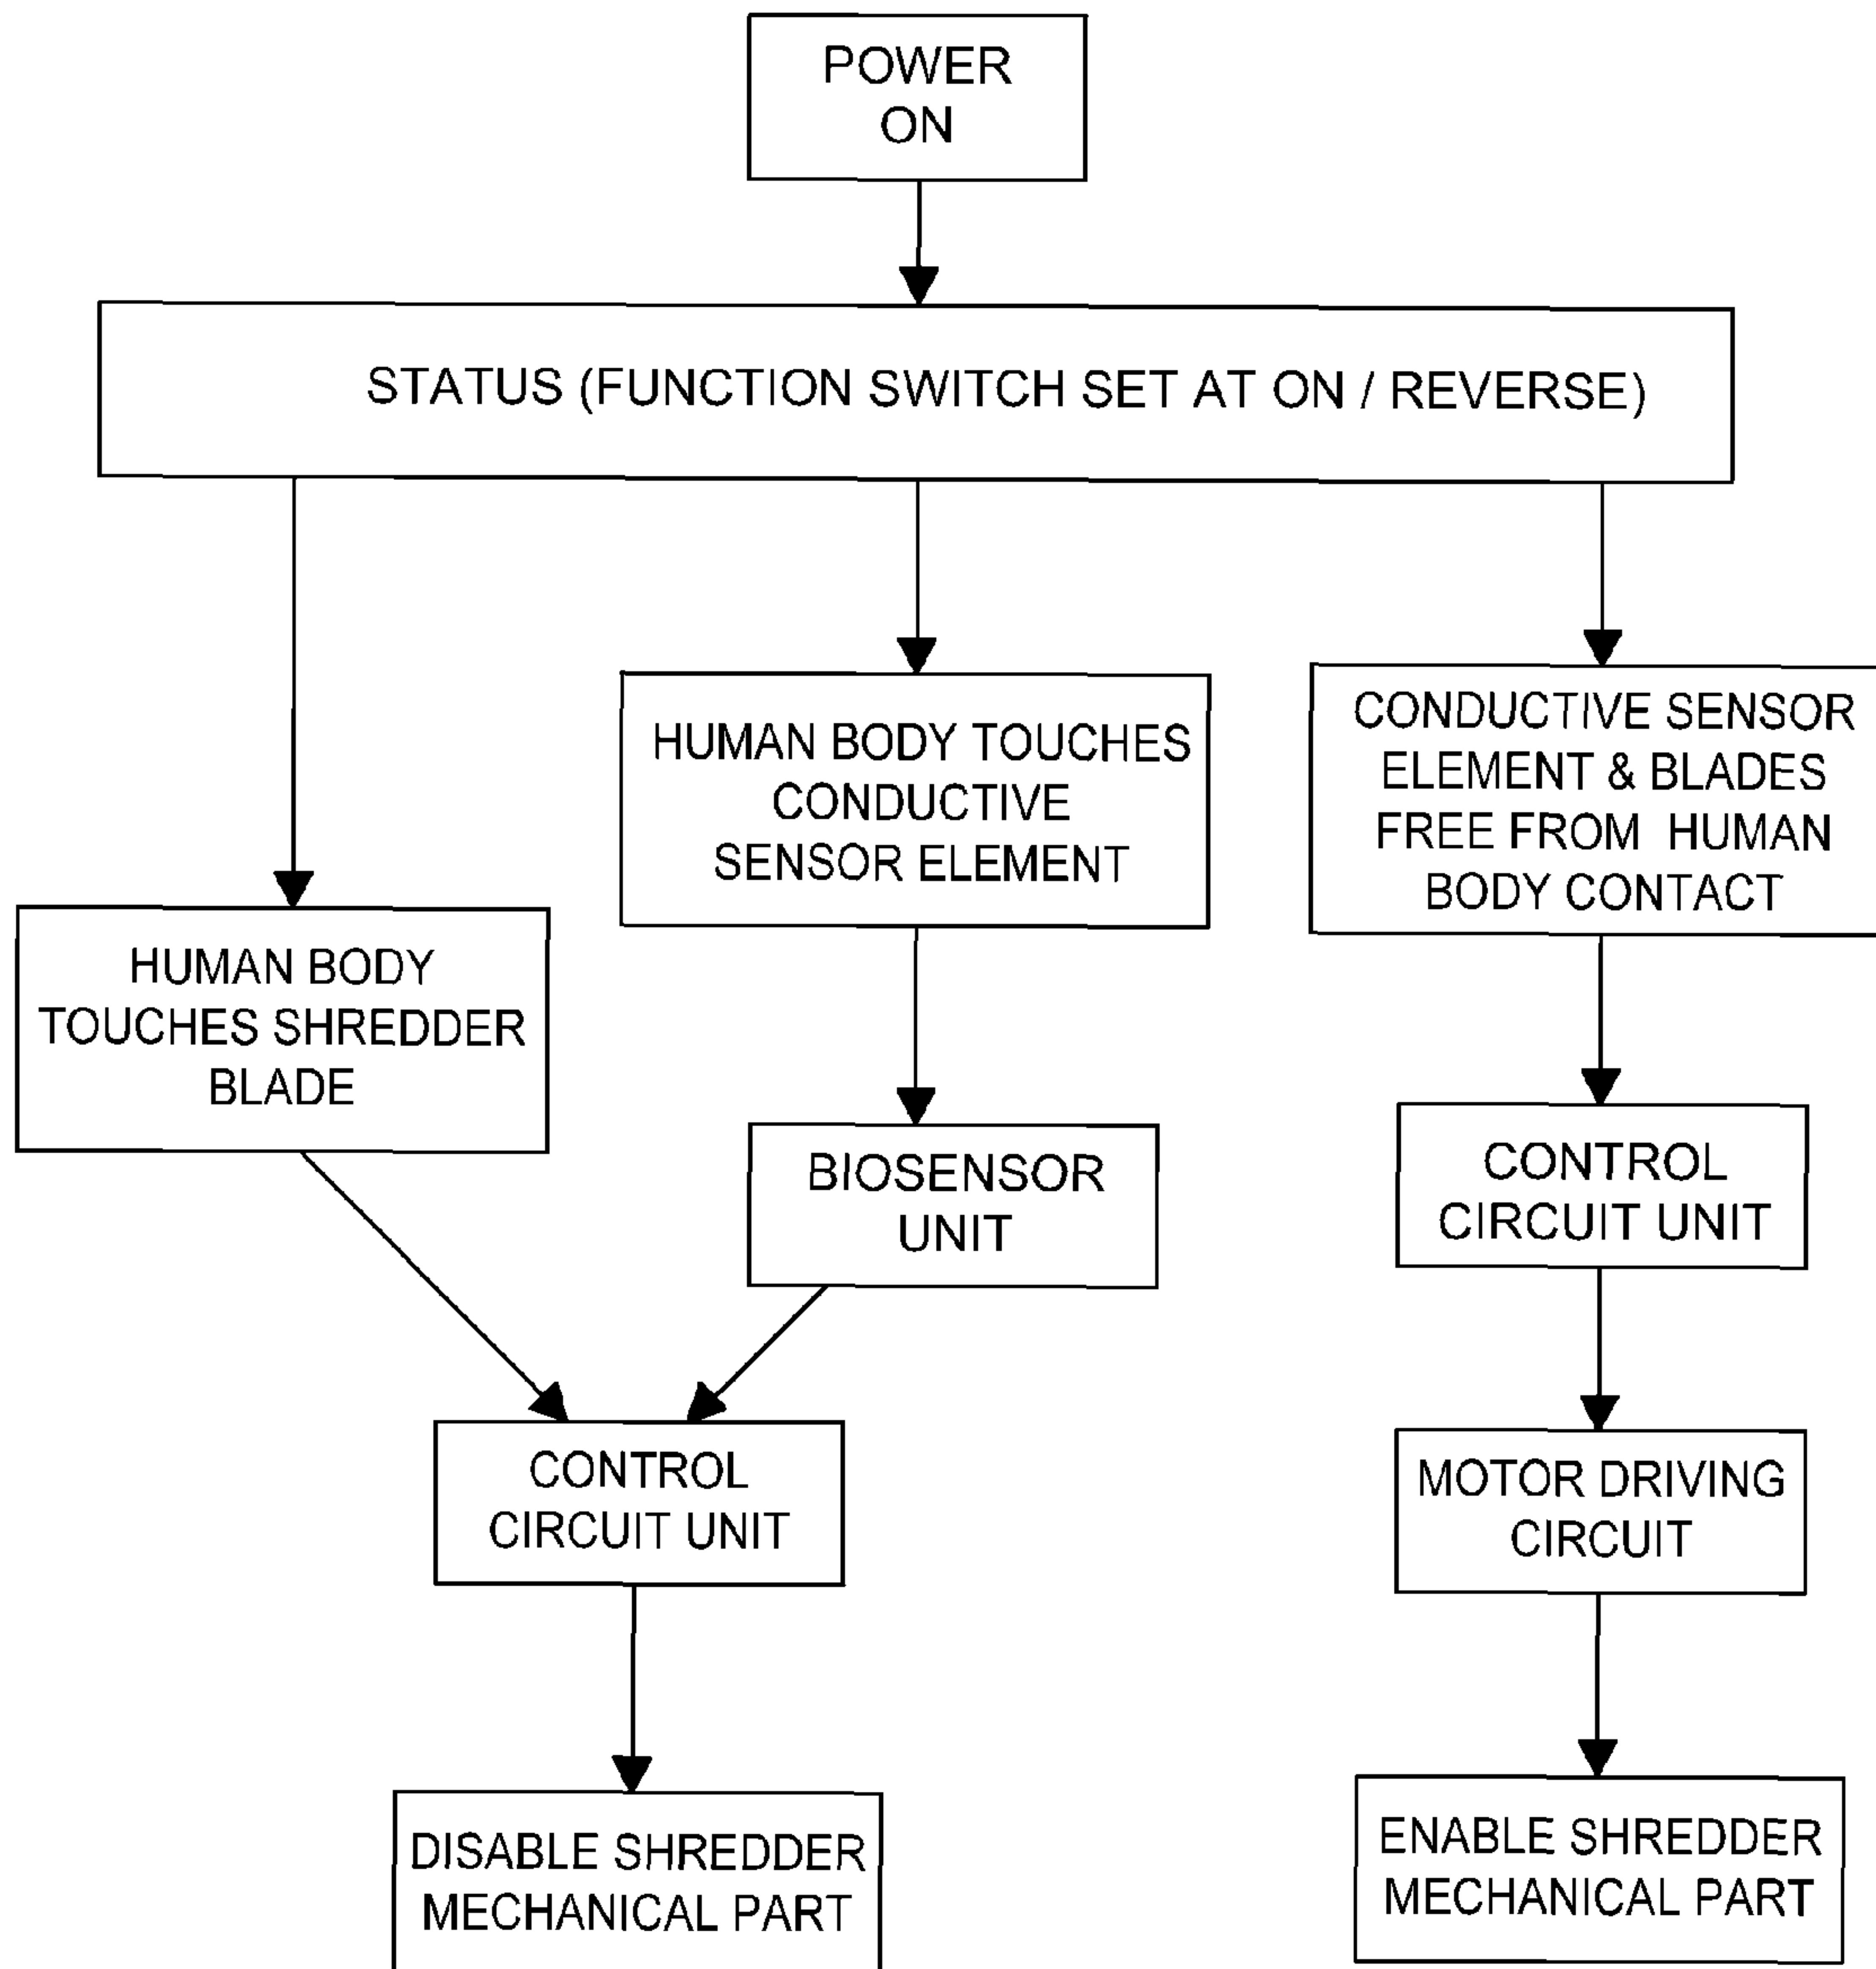 POWER
ON
STATUS (FUNCTION SWITCH SET AT ON / REVERSE)
HUMAN BODY
TOUCHES SHREDDER
BLADE
HUMAN BODY TOUCHES
CONDUCTIVE
SENSOR ELEMENT
CONDUCTIVE SENSOR
ELEMENT & BLADES
FREE FROM HUMAN
BODY CONTACT
BIOSENSOR
UNIT
CONTROL
CIRCUIT UNIT
CONTROL
CIRCUIT UNIT
MOTOR DRIVING
CIRCUIT
DISABLE SHREDDER
MECHANICAL PART
ENABLE SHREDDER
MECHANICAL PART